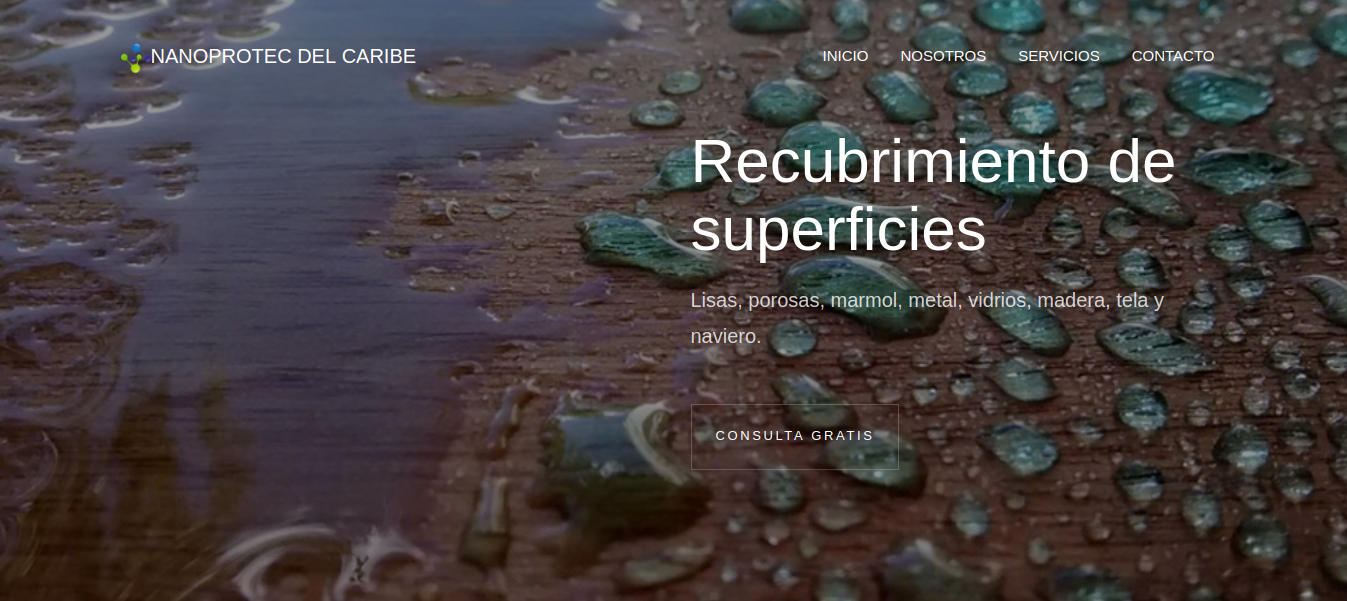 NANOPROTEC DEL CARIBE
INICIO NOSOTROS SERVICIOS CONTACTO
Recubrimiento de
superficies
Lisas, porosas, marmol, metal, vidrios, madera, tela y
naviero.
CONSULTA GRATIS